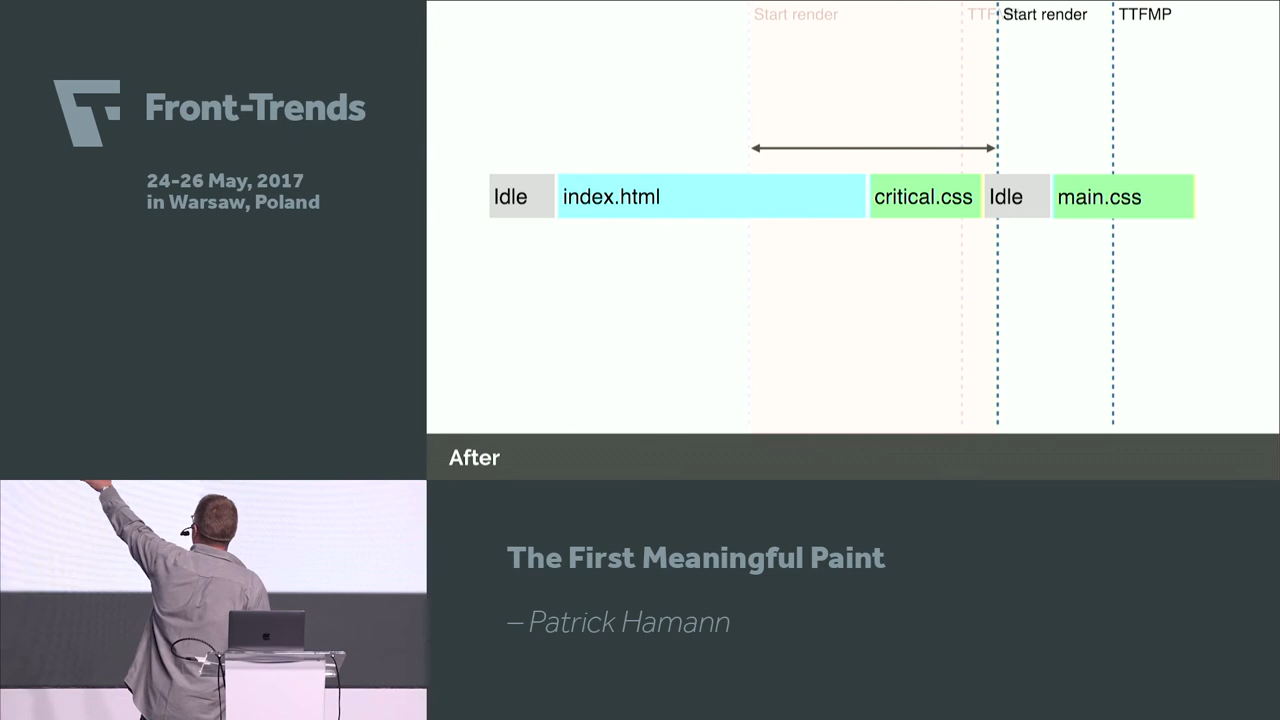 Front-Trends
24-26 May, 2017
in Warsaw, Poland
Start render
TTF
Start render
TTFMP
Idle
index.html
critical.css
Idle
main.css
After
The First Meaningful Paint
– Patrick Hamann